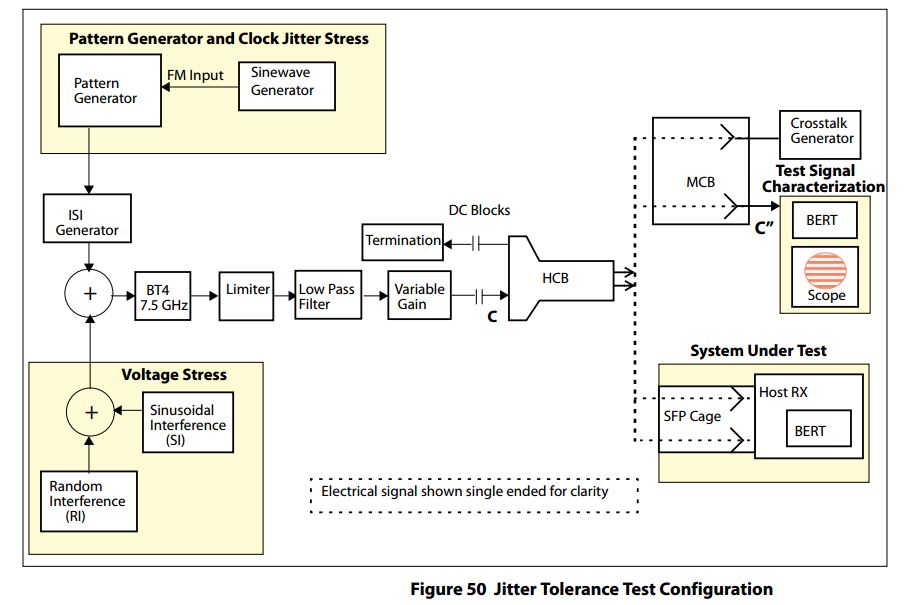 Pattern Generator and Clock Jitter Stress
Pattern
Generator
FM Input
Sinewave
Generator
ISI
Generator
+
BT4
7.5 GHz
Limiter
Low Pass
Filter
Variable
Gain
Termination
DC Blocks
C
HCB
MCB
Crosstalk
Generator
Test Signal
Characterization
C”
BERT
Scope
Voltage Stress
+
Sinusoidal
Interference
(SI)
Random
Interference
(RI)
System Under Test
SFP Cage
Host RX
BERT
Electrical signal shown single ended for clarity
Figure 50 Jitter Tolerance Test Configuration